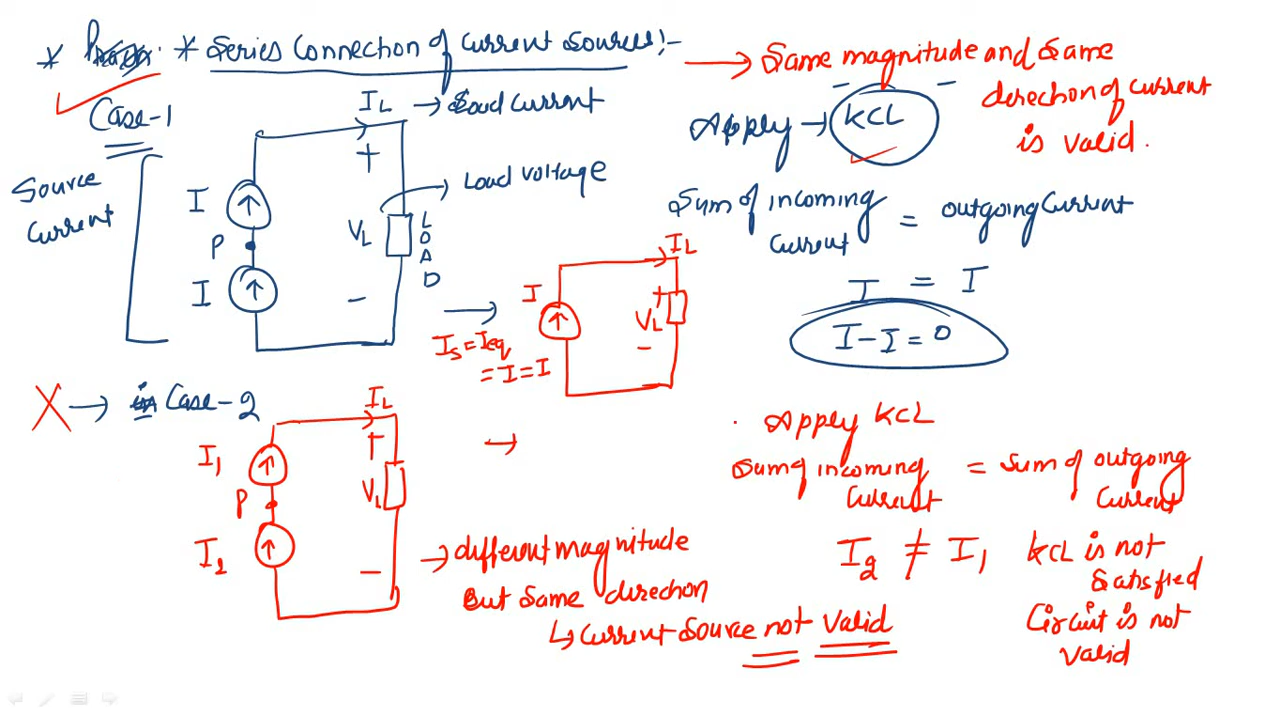 * * Series Connection of Current Sources:-
→ Same magnitude and Same
direction of current
is valid.
Case-1
IL → Load current
Apply → KCL
Source
current
I
P
I
+
VL
-
LOAD
→ Load voltage
Sum of incoming
current
= outgoing Current
I = I
I-I=0
→
Is = Ieq
= I = I
I
IL
+
VL
-
X → in Case-2
I1
P
I2
IL
+
VL
-
→
→ different magnitude
But Same direction
↳ current Source not valid
Apply KCL
Sum of incoming
Current
= Sum of outgoing
Current
I2 ≠ I1
KCL is not
Satisfied
Circuit is not
valid